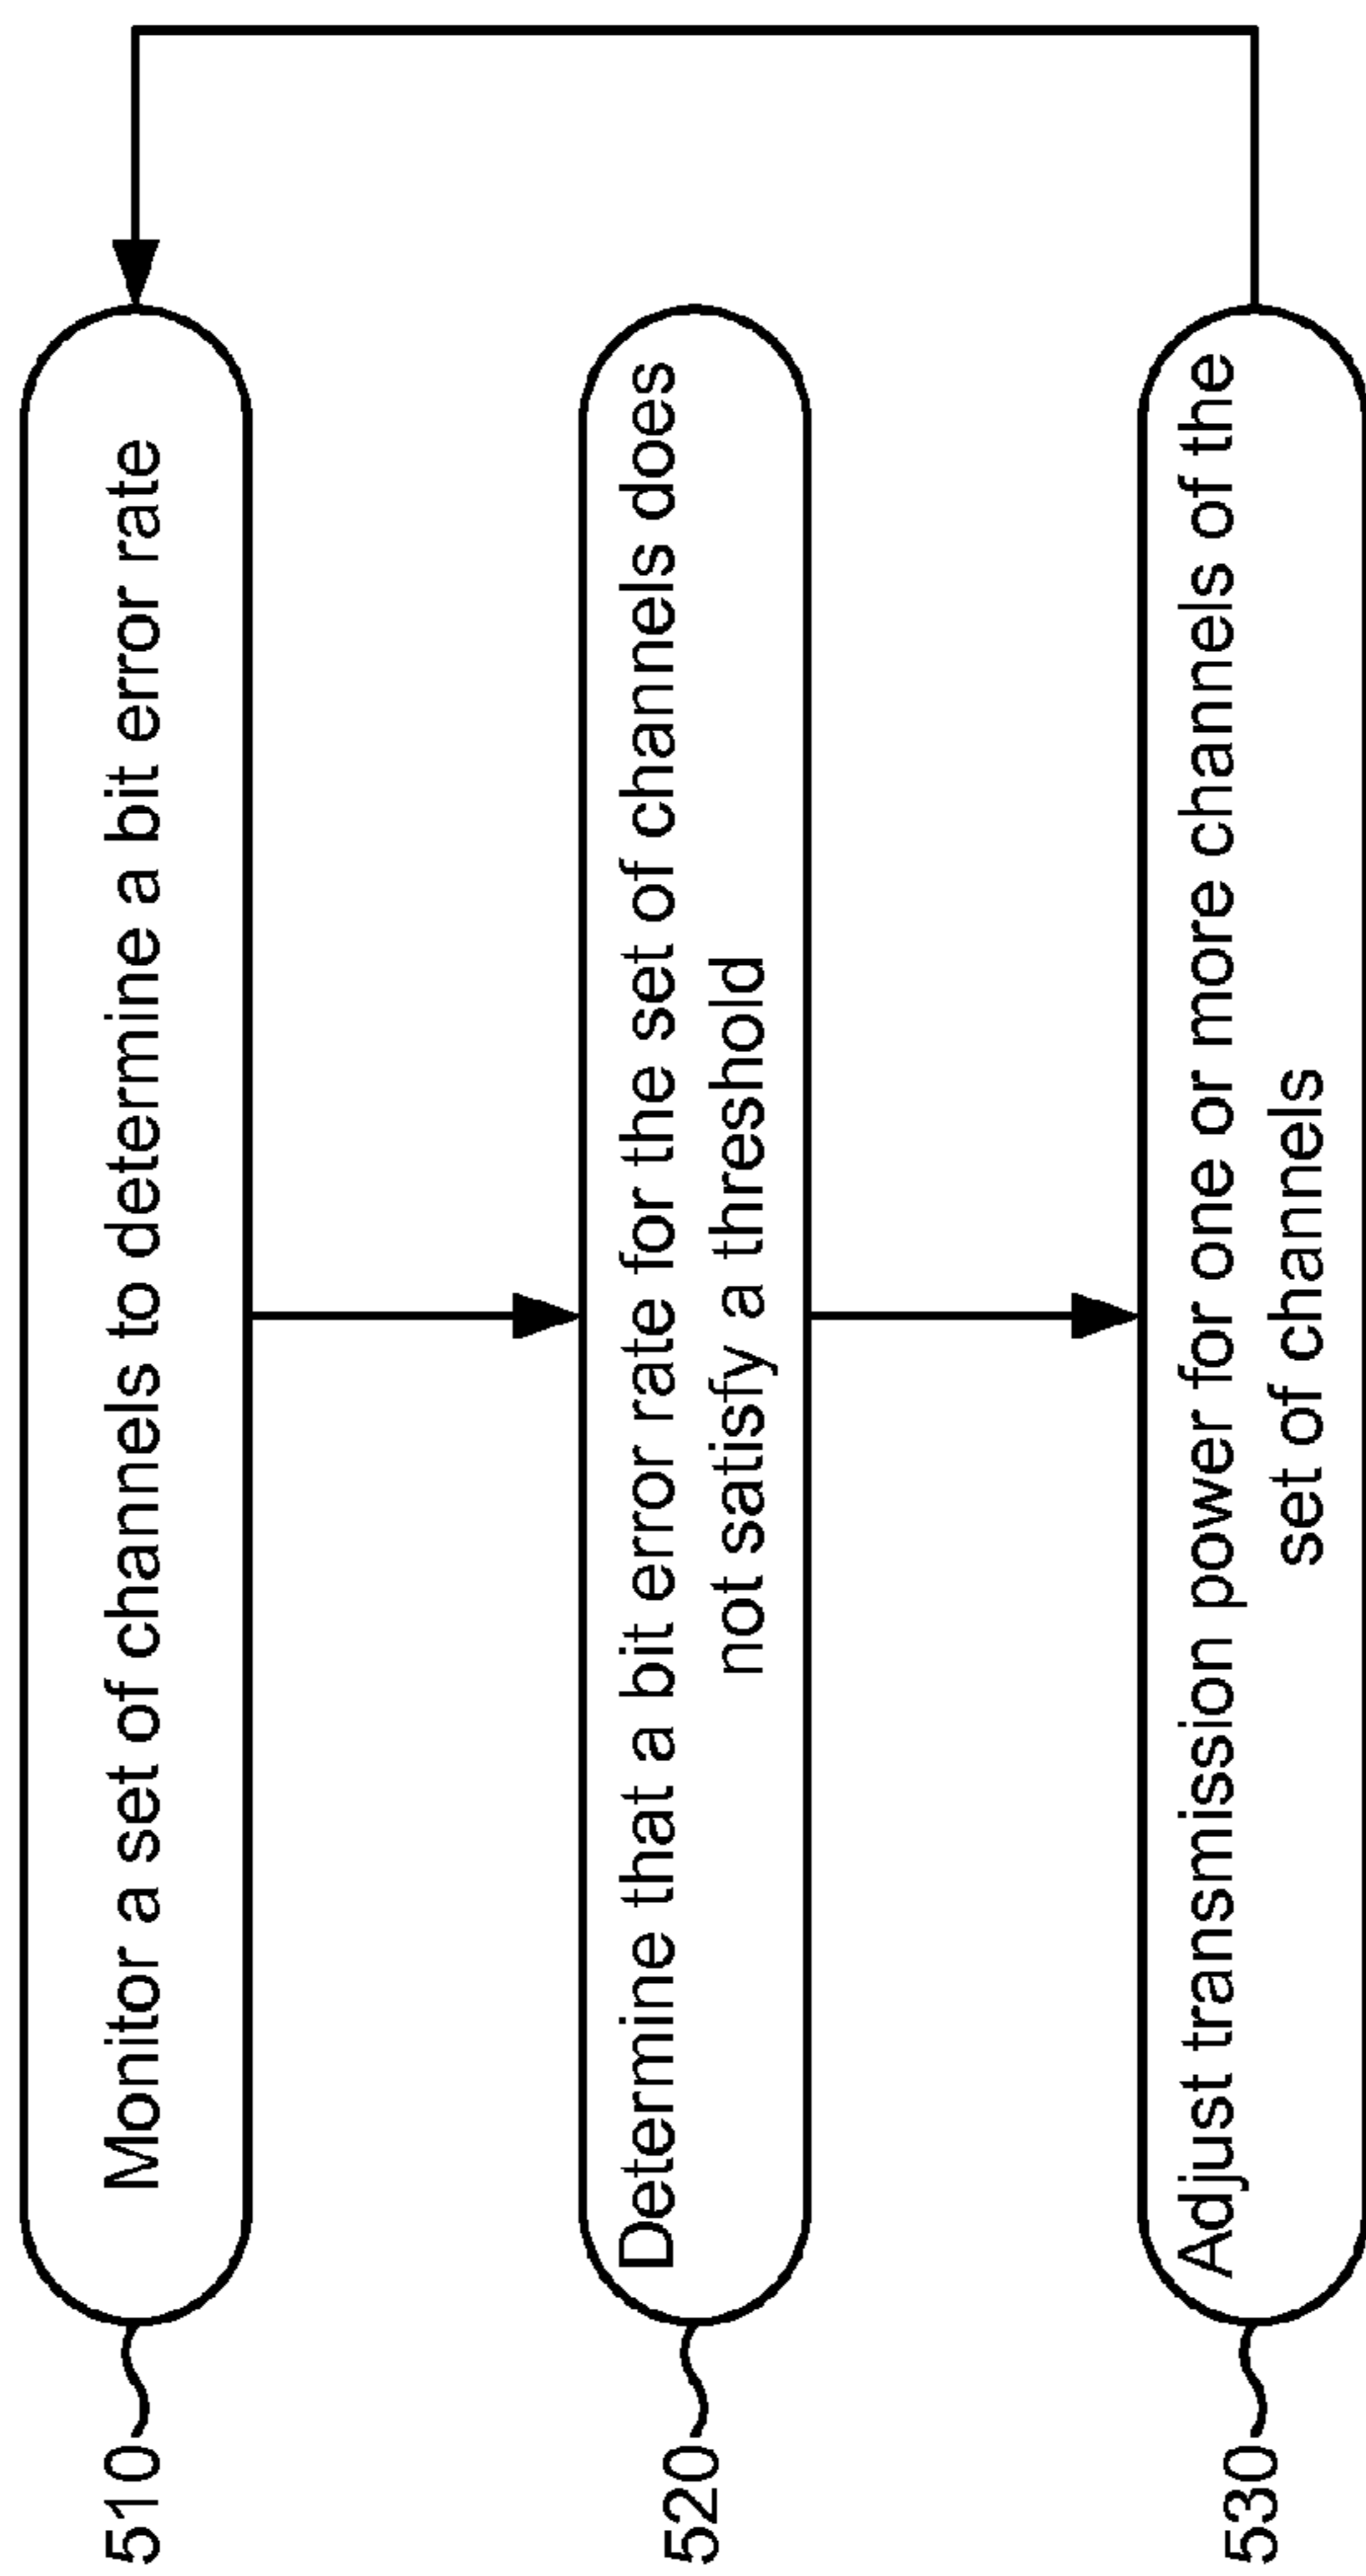 510
Monitor a set of channels to determine a bit error rate
520
Determine that a bit error rate for the set of channels does
not satisfy a threshold
530
Adjust transmission power for one or more channels of the
set of channels